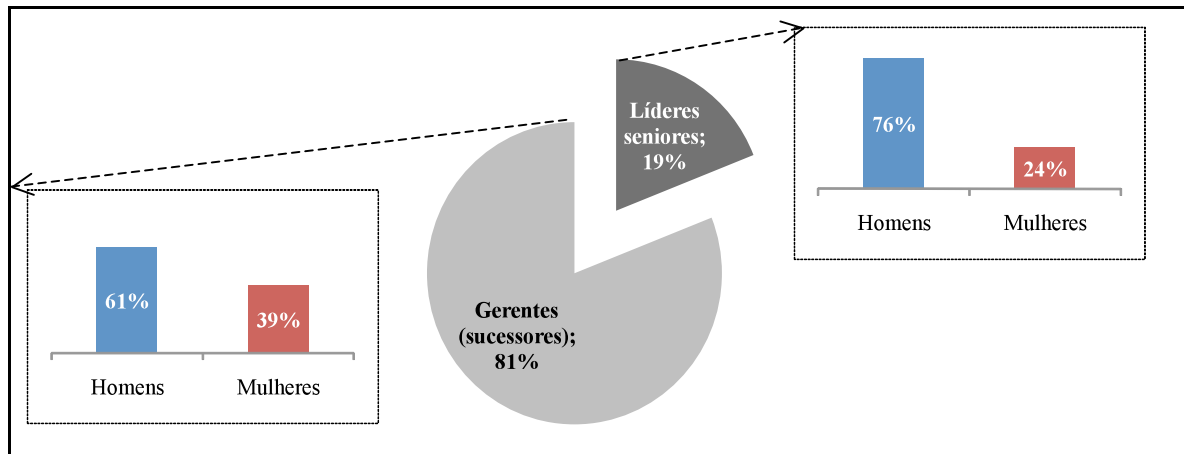 Líderes
seniores;
19%
76%
24%
Homens
Mulheres
61%
39%
Homens
Mulheres
Gerentes
(sucessores);
81%